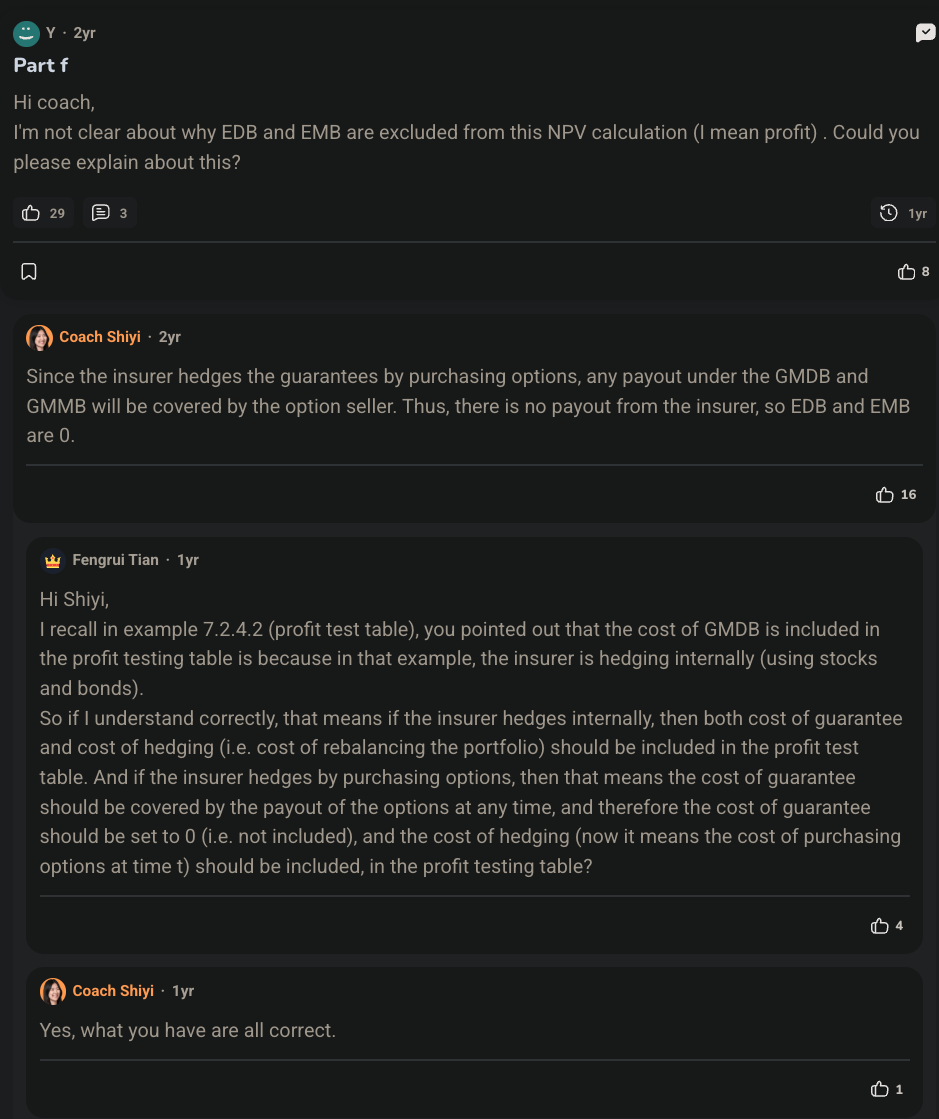 Y · 2yr
Part f
Hi coach,
I'm not clear about why EDB and EMB are excluded from this NPV calculation (I mean profit) . Could you
please explain about this?
29 3 1yr
8
Coach Shiyi · 2yr
Since the insurer hedges the guarantees by purchasing options, any payout under the GMDB and
GMMB will be covered by the option seller. Thus, there is no payout from the insurer, so EDB and EMB
are 0.
16
Fengrui Tian · 1yr
Hi Shiyi,
I recall in example 7.2.4.2 (profit test table), you pointed out that the cost of GMDB is included in
the profit testing table is because in that example, the insurer is hedging internally (using stocks
and bonds).
So if I understand correctly, that means if the insurer hedges internally, then both cost of guarantee
and cost of hedging (i.e. cost of rebalancing the portfolio) should be included in the profit test
table. And if the insurer hedges by purchasing options, then that means the cost of guarantee
should be covered by the payout of the options at any time, and therefore the cost of guarantee
should be set to 0 (i.e. not included), and the cost of hedging (now it means the cost of purchasing
options at time t) should be included, in the profit testing table?
4
Coach Shiyi · 1yr
Yes, what you have are all correct.
1